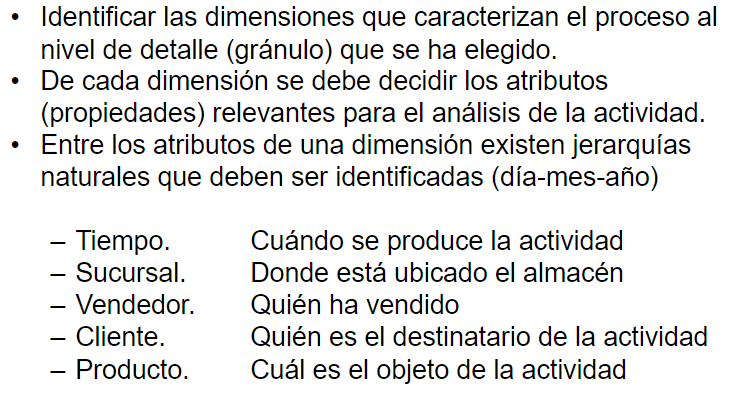 • Identificar las dimensiones que caracterizan el proceso al
nivel de detalle (gránulo) que se ha elegido.
• De cada dimensión se debe decidir los atributos
(propiedades) relevantes para el análisis de la actividad.
• Entre los atributos de una dimensión existen jerarquías
naturales que deben ser identificadas (día-mes-año)
– Tiempo. Cuándo se produce la actividad
– Sucursal. Donde está ubicado el almacén
– Vendedor. Quién ha vendido
– Cliente. Quién es el destinatario de la actividad
– Producto. Cuál es el objeto de la actividad